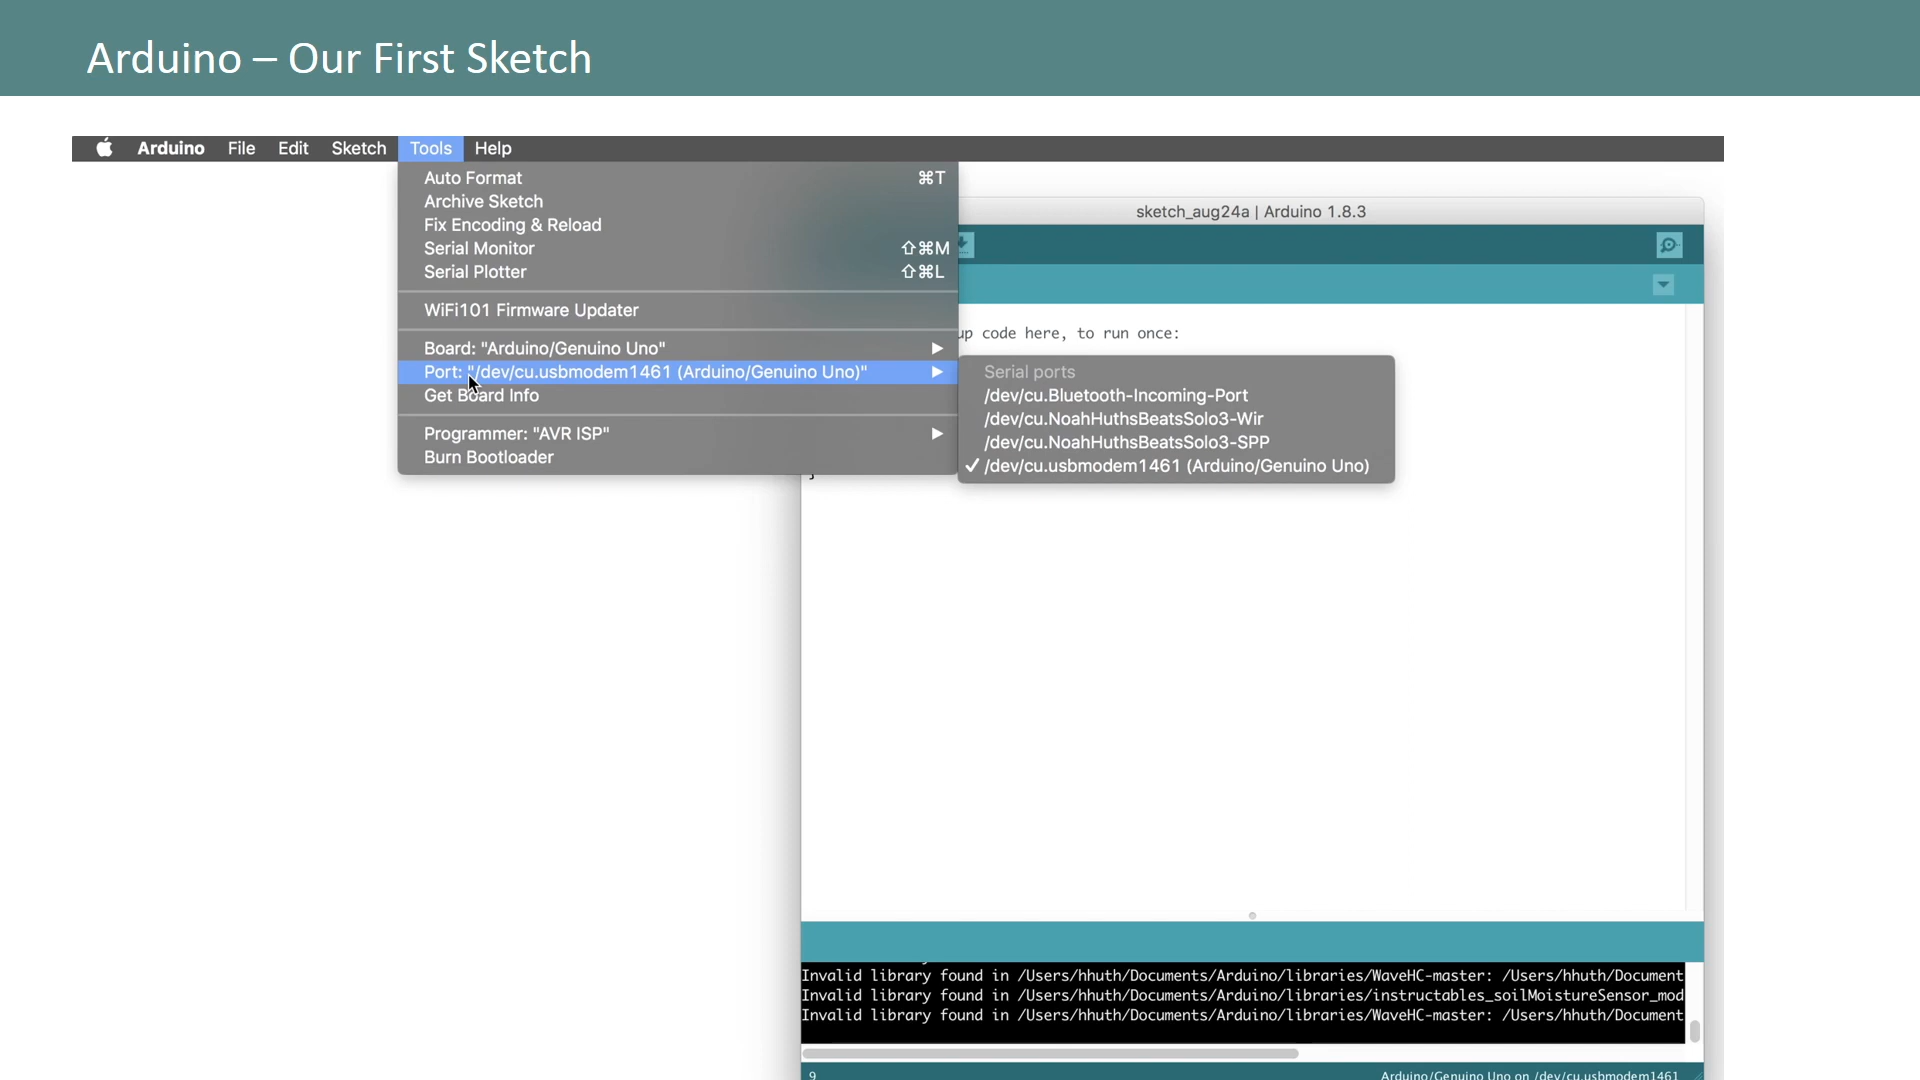 Arduino – Our First Sketch
Arduino File Edit Sketch Tools Help
Auto Format ⌘T
Archive Sketch
Fix Encoding & Reload
Serial Monitor ⇧⌘M
Serial Plotter ⇧⌘L
WiFi101 Firmware Updater
Board: "Arduino/Genuino Uno"
Port: "/dev/cu.usbmodem1461 (Arduino/Genuino Uno)"
Get Board Info
Programmer: "AVR ISP"
Burn Bootloader
Serial ports
/dev/cu.Bluetooth-Incoming-Port
/dev/cu.NoahHuthsBeatsSolo3-Wir
/dev/cu.NoahHuthsBeatsSolo3-SPP
✓ /dev/cu.usbmodem1461 (Arduino/Genuino Uno)
sketch_aug24a | Arduino 1.8.3
up code here, to run once:
}
Invalid library found in /Users/hhuth/Documents/Arduino/libraries/WaveHC-master: /Users/hhuth/Document
Invalid library found in /Users/hhuth/Documents/Arduino/libraries/instructables_soilMoistureSensor_mod
Invalid library found in /Users/hhuth/Documents/Arduino/libraries/WaveHC-master: /Users/hhuth/Document
9 Arduino/Genuino Uno on /dev/cu.usbmodem1461